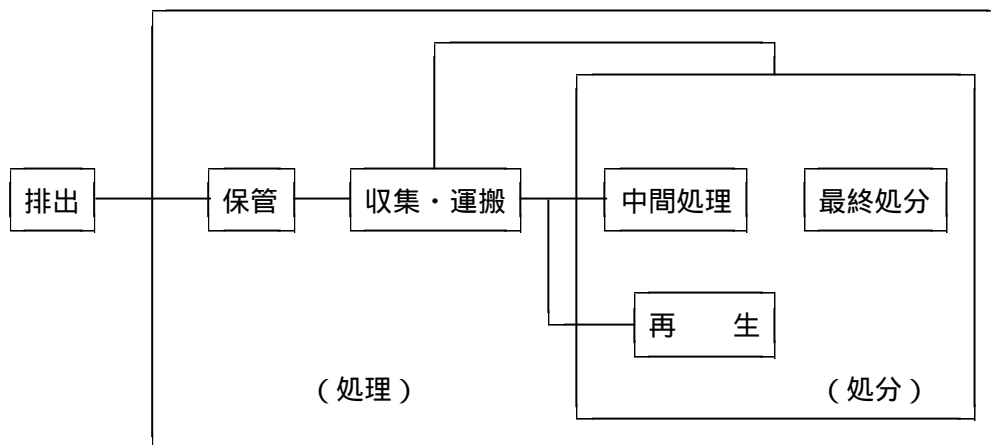 排出
保管
収集・運搬
中間処理
最終処分
再　　生
（処理）
（処分）